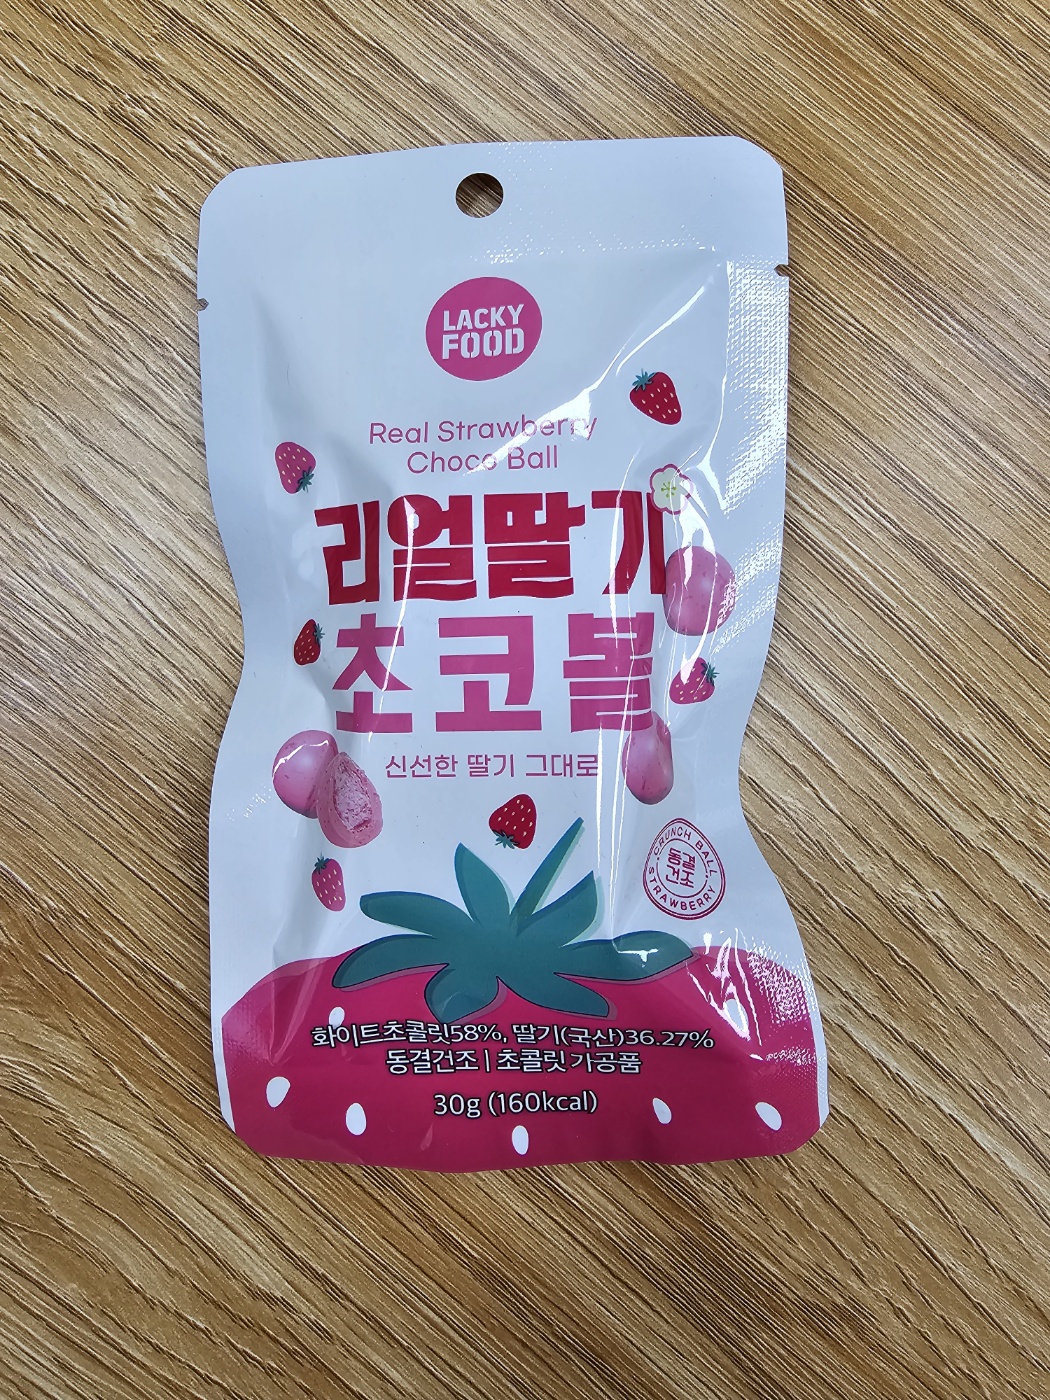 LACKY
FOOD
Real Strawberry
Choco Ball
리얼딸기
초코볼
신선한 딸기 그대로
CRUNCH BALL
동결
건조
STRAWBERRY
화이트초콜릿58%, 딸기(국산)36.27%
동결건조 | 초콜릿 가공품
30g (160kcal)